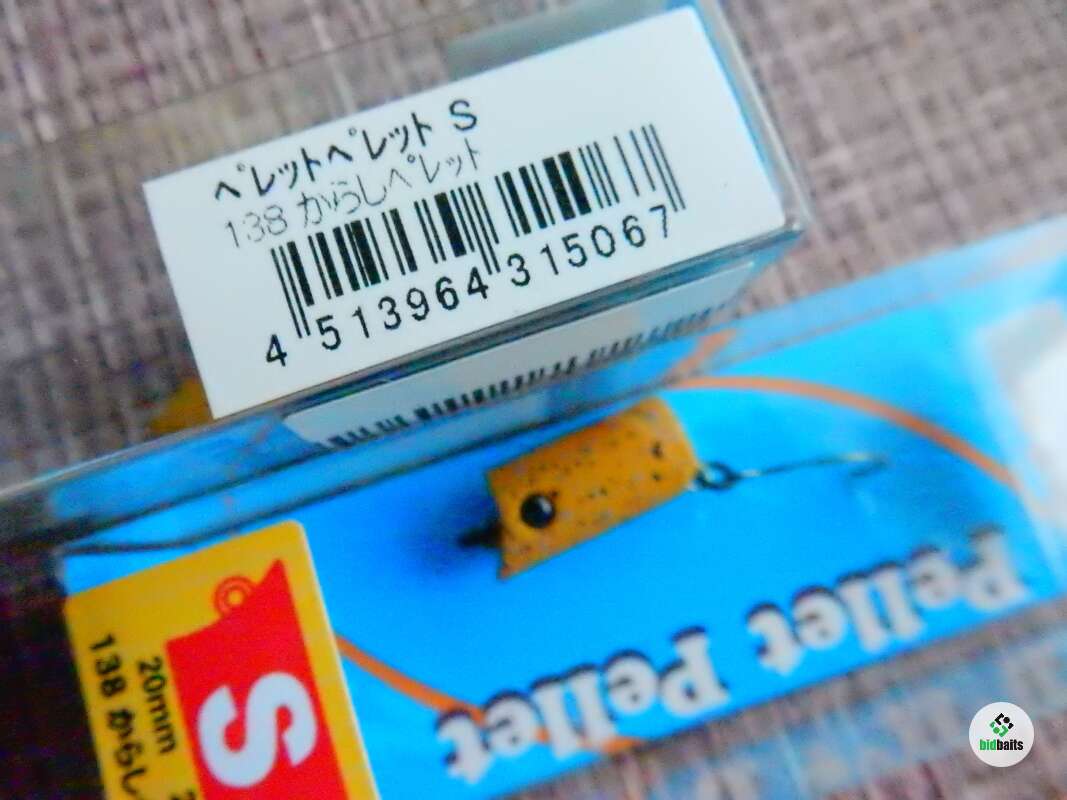 ペレットペレット S
138 からしペレット
4 513964 315067
Pellet Pellet
S
20mm
138 からし
bidbaits